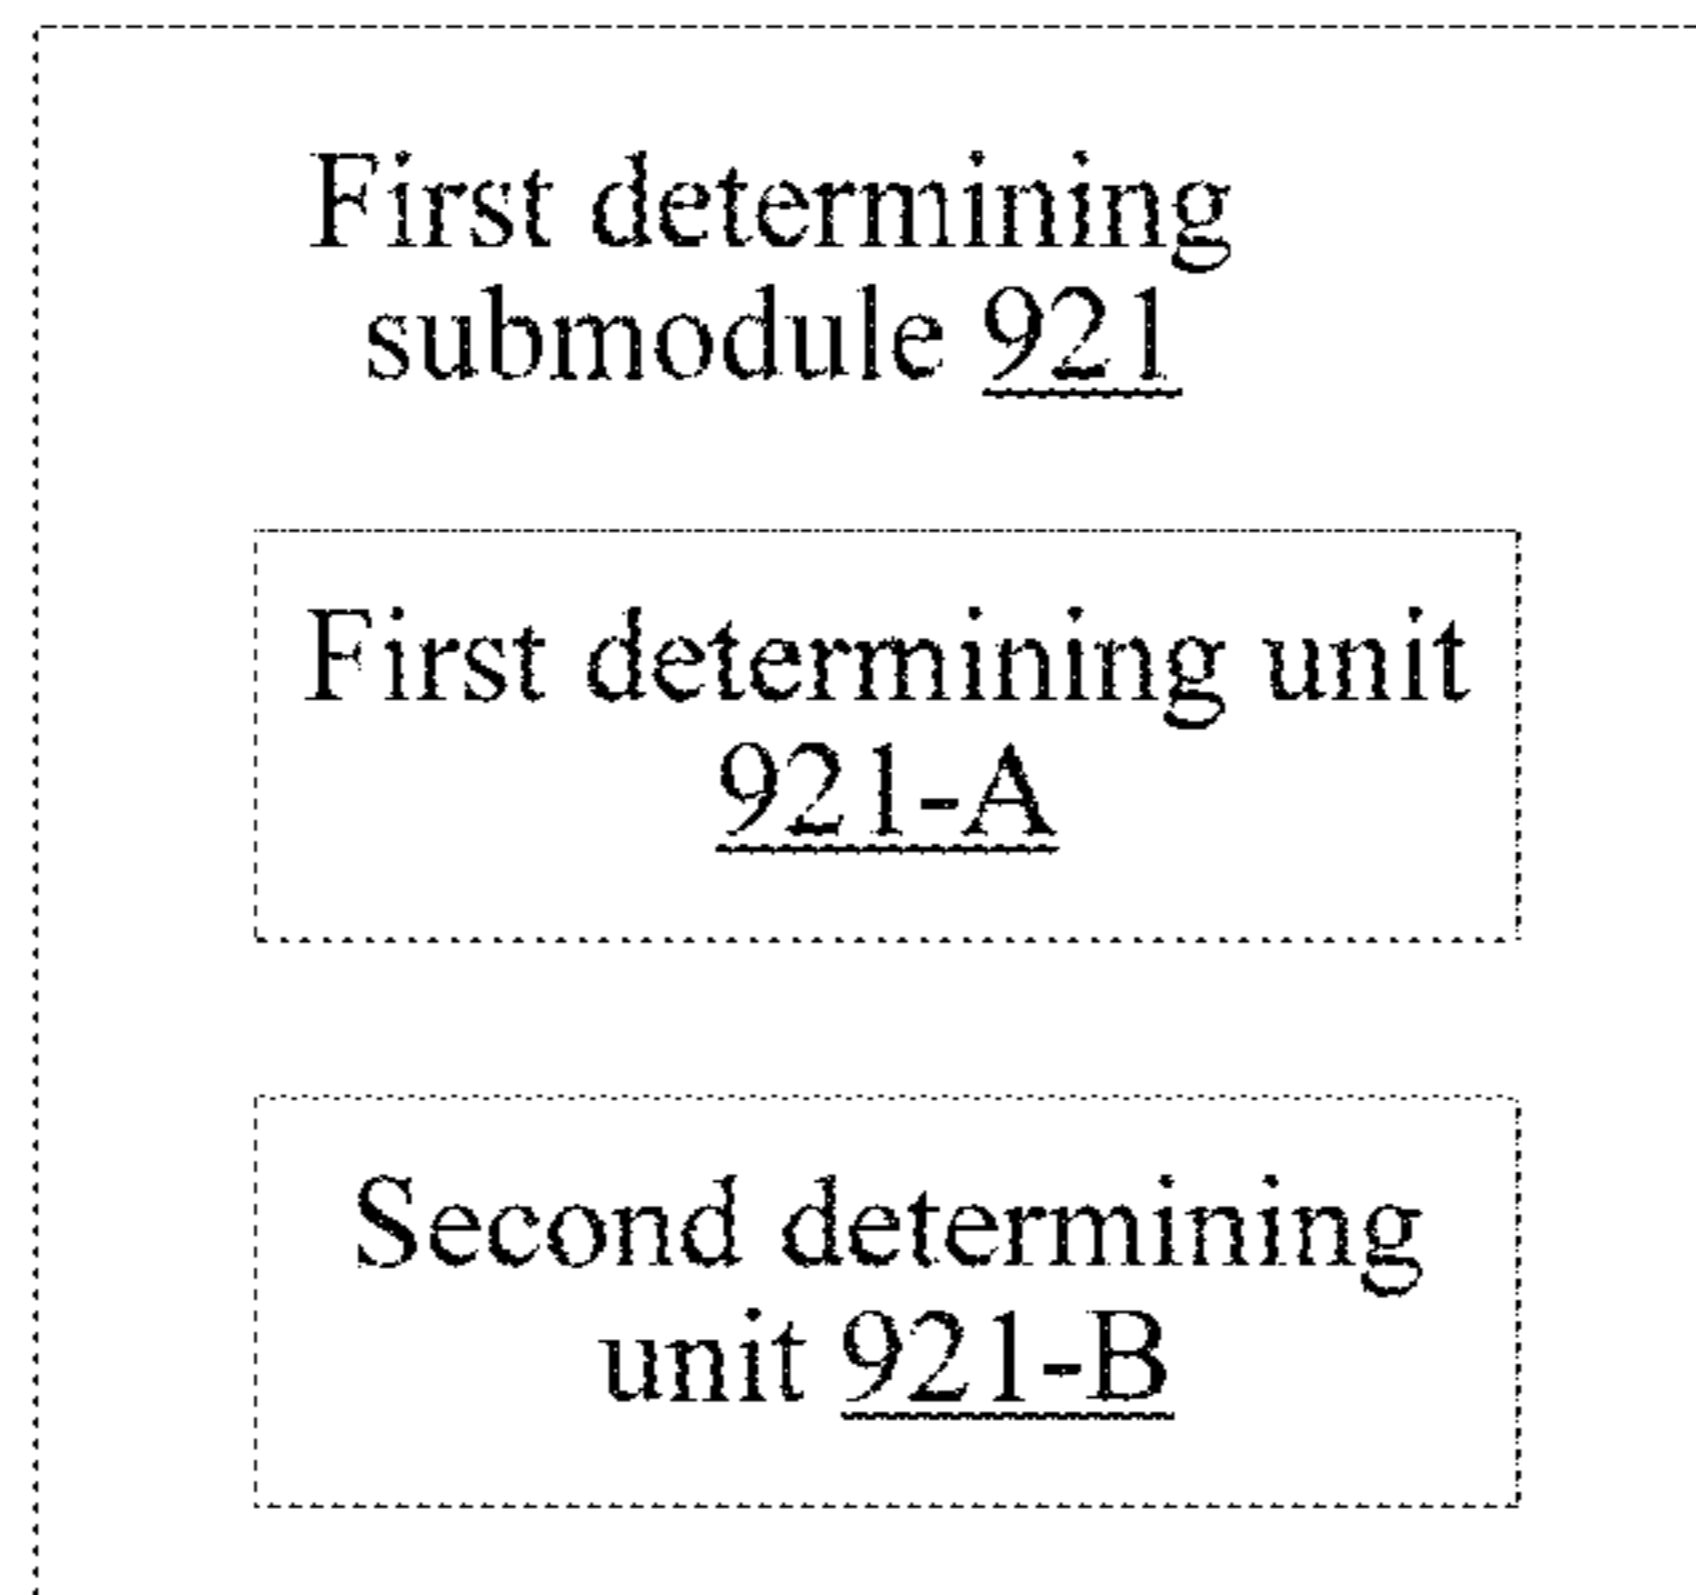 First determining
submodule 921
First determining unit
921-A
Second determining
unit 921-B